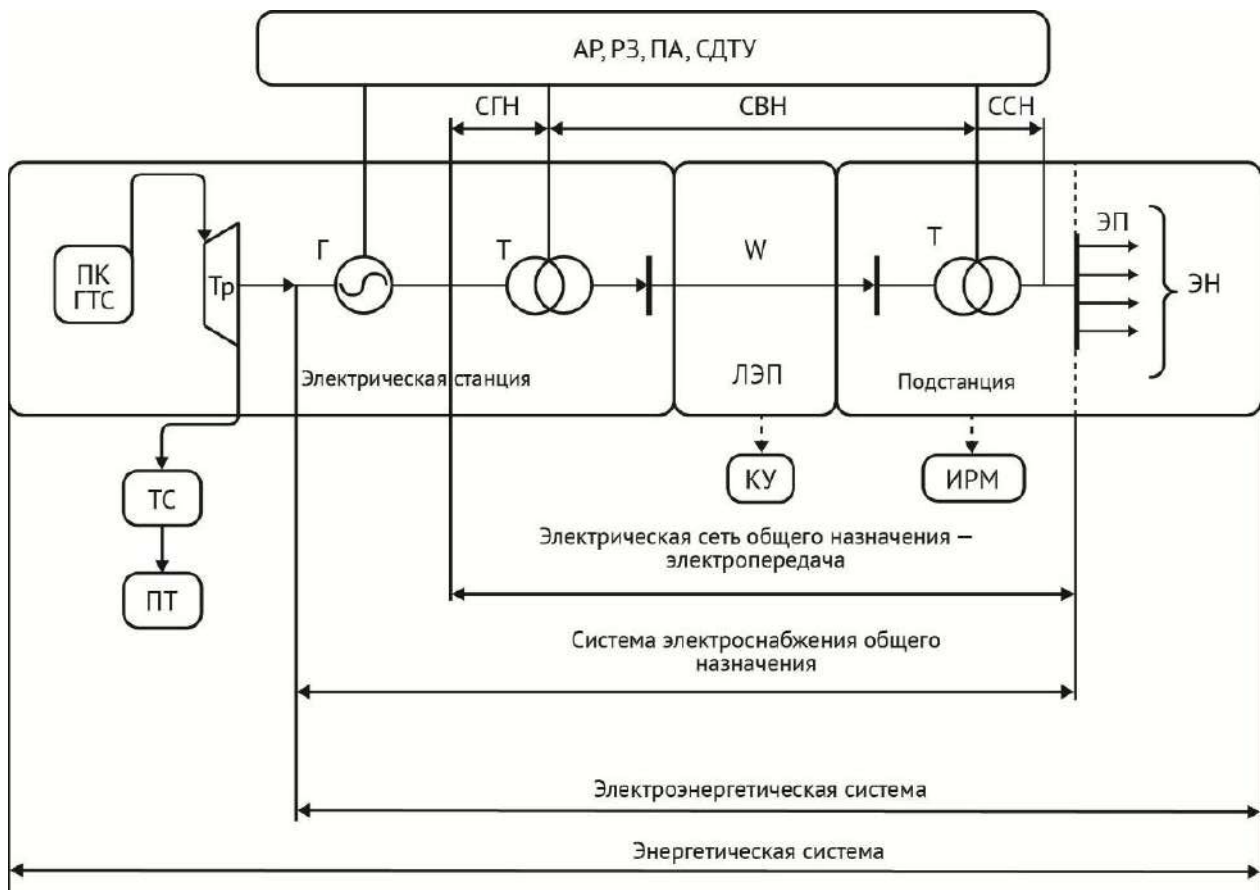 АР, РЗ, ПА, СДТУ
СГН
СВН
ССН
ПК
ГТС
Тр
Г
Т
W
Т
ЭП
ЭН
Электрическая станция
ЛЭП
Подстанция
ТС
КУ
ИРМ
ПТ
Электрическая сеть общего назначения —
электропередача
Система электроснабжения общего
назначения
Электроэнергетическая система
Энергетическая система